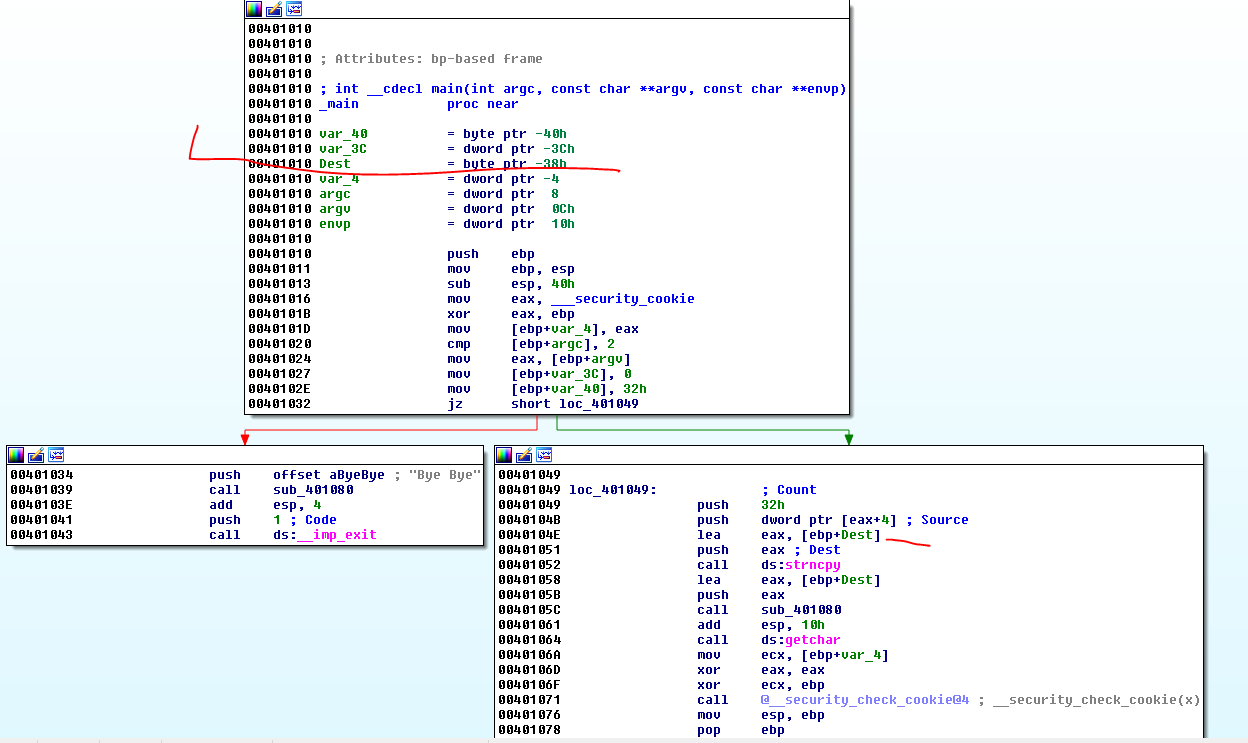 00401010
00401010
00401010 ; Attributes: bp-based frame
00401010
00401010 ; int __cdecl main(int argc, const char **argv, const char **envp)
00401010 _main proc near
00401010
00401010 var_40 = byte ptr -40h
00401010 var_3C = dword ptr -3Ch
00401010 Dest = byte ptr -38h
00401010 var_4 = dword ptr -4
00401010 argc = dword ptr 8
00401010 argv = dword ptr 0Ch
00401010 envp = dword ptr 10h
00401010
00401010 push ebp
00401011 mov ebp, esp
00401013 sub esp, 40h
00401016 mov eax, ___security_cookie
0040101B xor eax, ebp
0040101D mov [ebp+var_4], eax
00401020 cmp [ebp+argc], 2
00401024 mov eax, [ebp+argv]
00401027 mov [ebp+var_3C], 0
0040102E mov [ebp+var_40], 32h
00401032 jz short loc_401049
00401034 push offset aByeBye ; "Bye Bye"
00401039 call sub_401080
0040103E add esp, 4
00401041 push 1 ; Code
00401043 call ds:__imp_exit
00401049
00401049 loc_401049: ; Count
00401049 push 32h
0040104B push dword ptr [eax+4] ; Source
0040104E lea eax, [ebp+Dest]
00401051 push eax ; Dest
00401052 call ds:strncpy
00401058 lea eax, [ebp+Dest]
0040105B push eax
0040105C call sub_401080
00401061 add esp, 10h
00401064 call ds:getchar
0040106A mov ecx, [ebp+var_4]
0040106D xor eax, eax
0040106F xor ecx, ebp
00401071 call @__security_check_cookie@4 ; __security_check_cookie(x)
00401076 mov esp, ebp
00401078 pop ebp